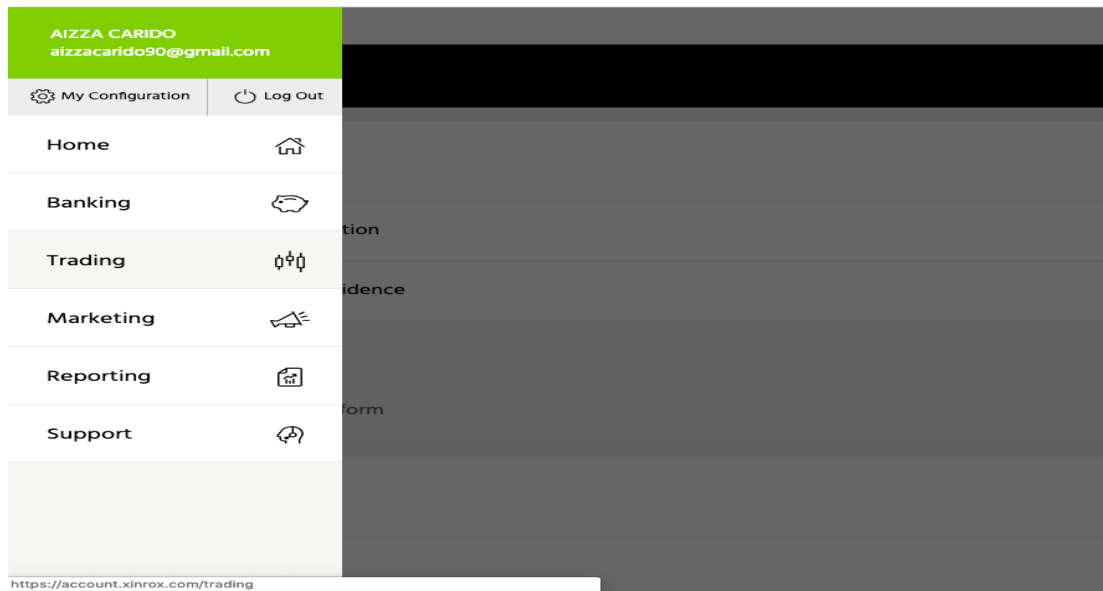 AIZZA CARIDO
aizzacarido90@gmail.com
My Configuration
Log Out
Home
Banking
tion
Trading
idence
Marketing
Reporting
form
Support
https://account.xinrox.com/trading